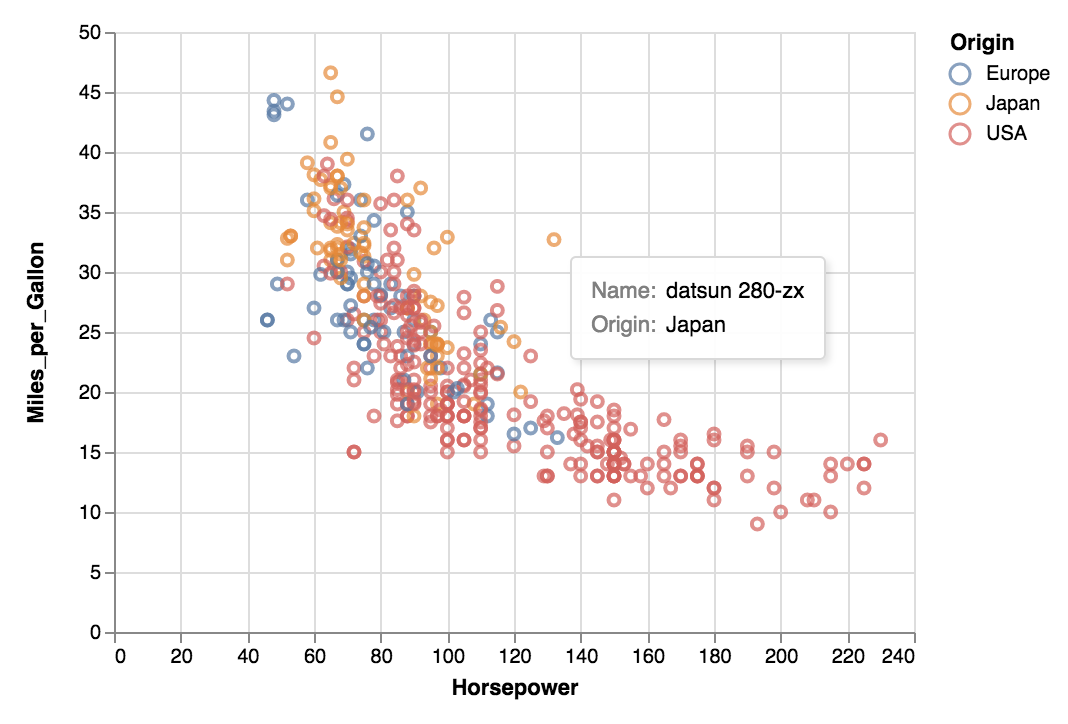 Miles_per_Gallon
50
45
40
35
30
25
20
15
10
5
0
0 20 40 60 80 100 120 140 160 180 200 220 240
Horsepower
Name: datsun 280-zx
Origin: Japan
Origin
Europe
Japan
USA